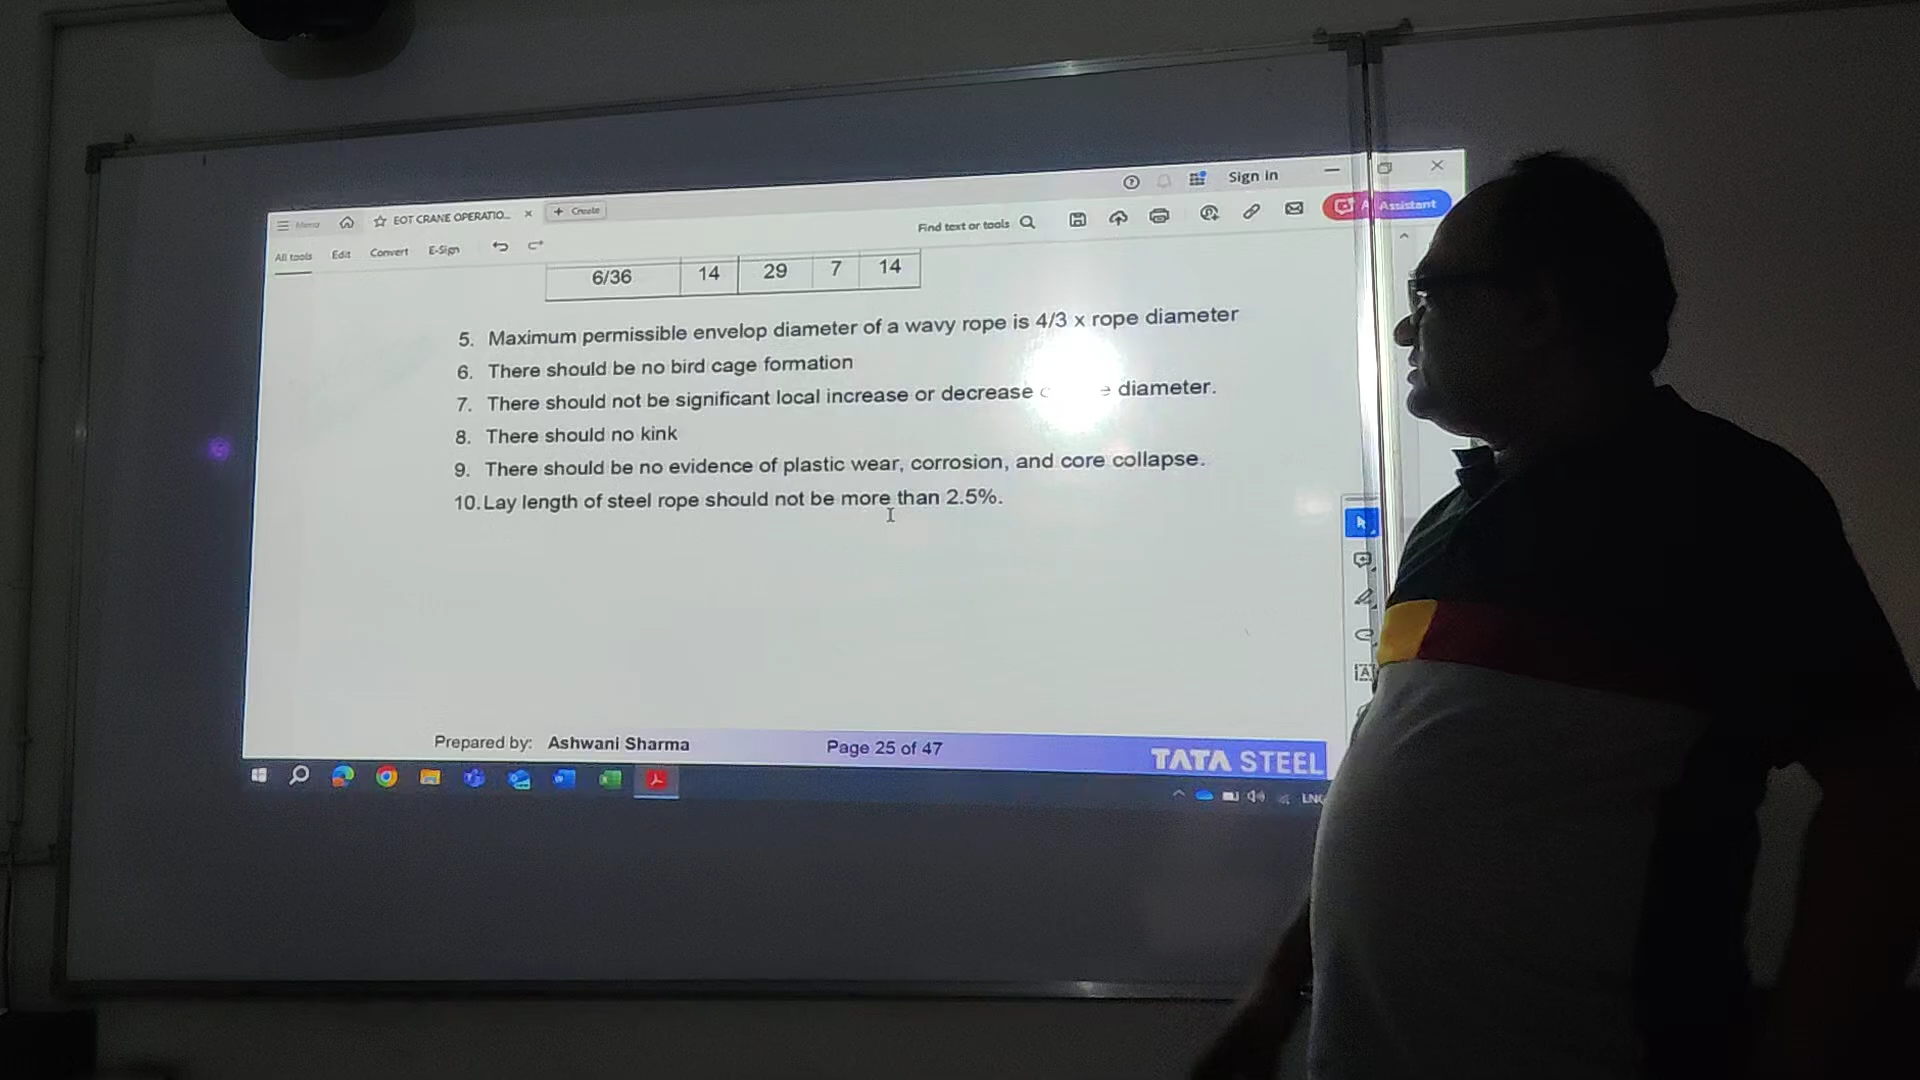 Sign in
Menu EOT CRANE OPERATIO... × + Create
Find text or tools
Assistant
All tools Edit Convert E-Sign
6/36 14 29 7 14
5. Maximum permissible envelop diameter of a wavy rope is 4/3 x rope diameter
6. There should be no bird cage formation
7. There should not be significant local increase or decrease diameter.
8. There should no kink
9. There should be no evidence of plastic wear, corrosion, and core collapse.
10. Lay length of steel rope should not be more than 2.5%.
Prepared by: Ashwani Sharma Page 25 of 47 TATA STEEL